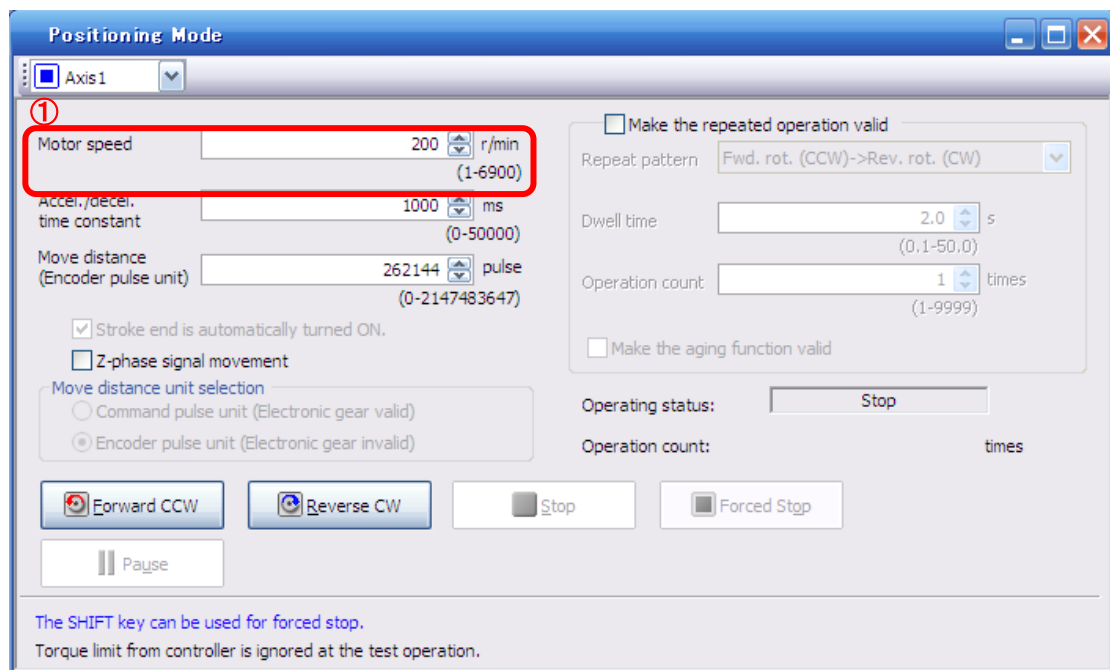 Positioning Mode
Axis1
①
Motor speed 200 r/min
(1-6900)
Accel./decel.
time constant 1000 ms
(0-50000)
Move distance
(Encoder pulse unit) 262144 pulse
(0-2147483647)
Stroke end is automatically turned ON.
Z-phase signal movement
Move distance unit selection
Command pulse unit (Electronic gear valid)
Encoder pulse unit (Electronic gear invalid)
Make the repeated operation valid
Repeat pattern Fwd. rot. (CCW)->Rev. rot. (CW)
Dwell time 2.0 s
(0.1-50.0)
Operation count 1 times
(1-9999)
Make the aging function valid
Operating status: Stop
Operation count: times
Forward CCW Reverse CW Stop Forced Stop
Pause
The SHIFT key can be used for forced stop.
Torque limit from controller is ignored at the test operation.